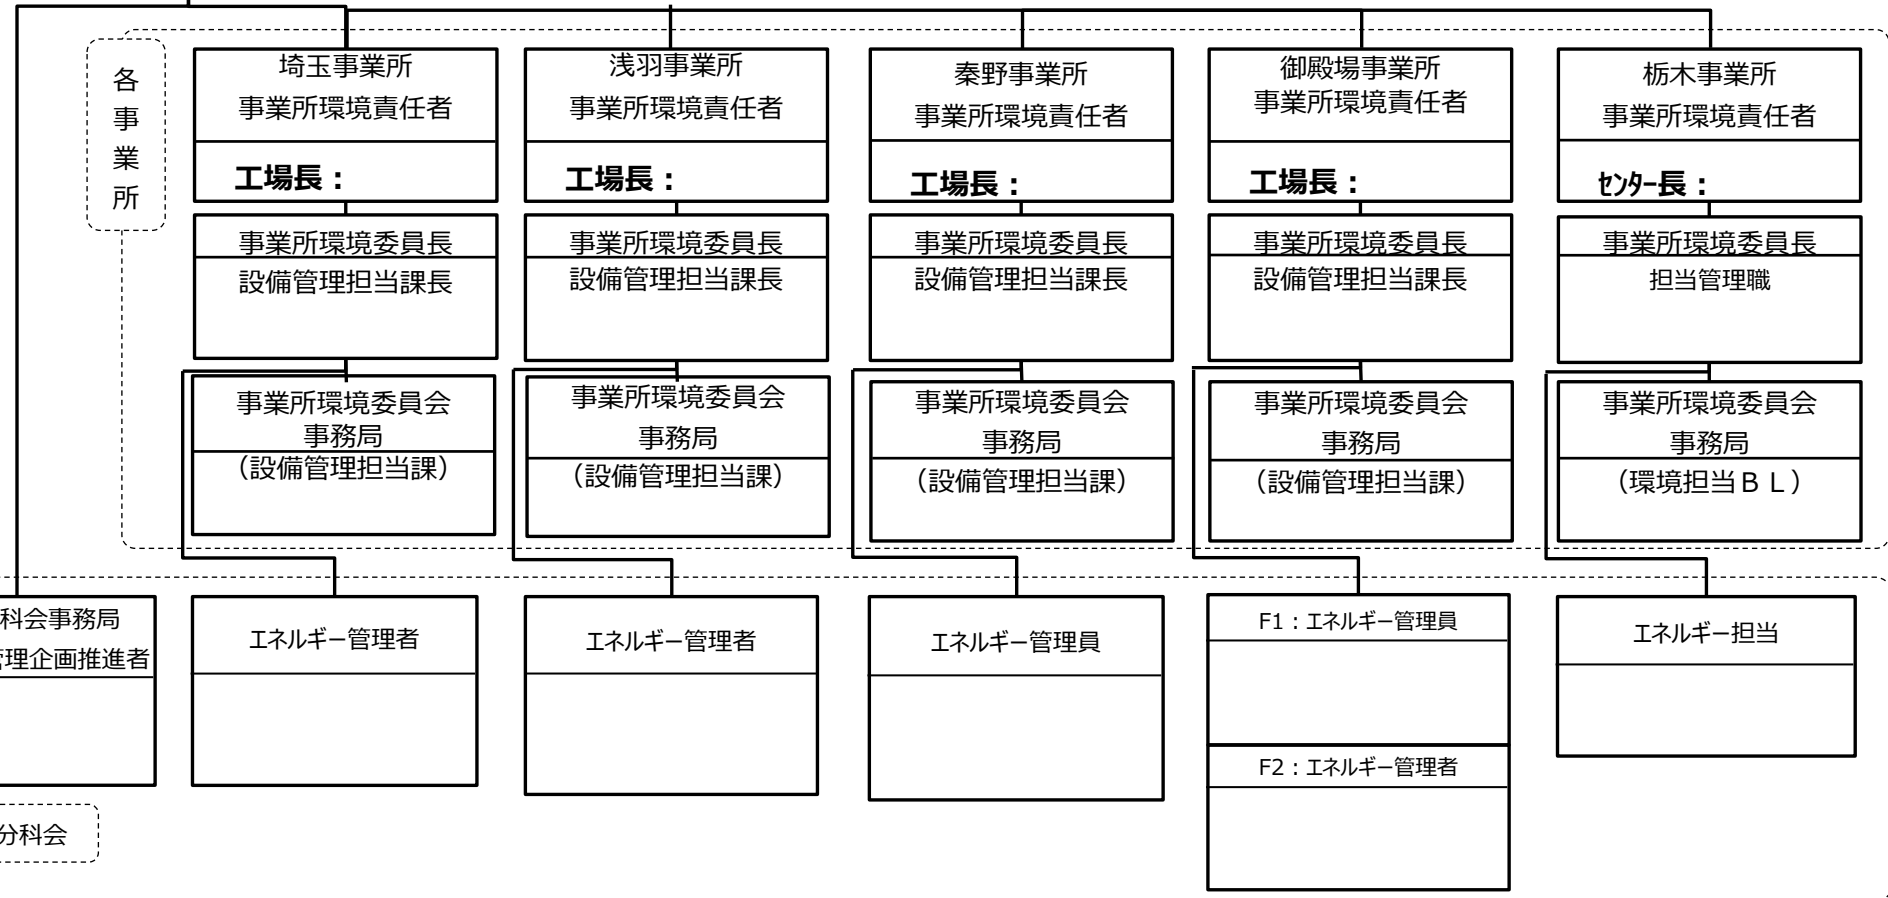 各
事
業
所
埼玉事業所
事業所環境責任者
工場長：
事業所環境委員長
設備管理担当課長
事業所環境委員会
事務局
（設備管理担当課）
エネルギー管理者
浅羽事業所
事業所環境責任者
工場長：
事業所環境委員長
設備管理担当課長
事業所環境委員会
事務局
（設備管理担当課）
エネルギー管理者
秦野事業所
事業所環境責任者
工場長：
事業所環境委員長
設備管理担当課長
事業所環境委員会
事務局
（設備管理担当課）
エネルギー管理員
御殿場事業所
事業所環境責任者
工場長：
事業所環境委員長
設備管理担当課長
事業所環境委員会
事務局
（設備管理担当課）
F1：エネルギー管理員
F2：エネルギー管理者
栃木事業所
事業所環境責任者
ｾﾝﾀｰ長：
事業所環境委員長
担当管理職
事業所環境委員会
事務局
（環境担当ＢＬ）
エネルギー担当
科会事務局
管理企画推進者
分科会